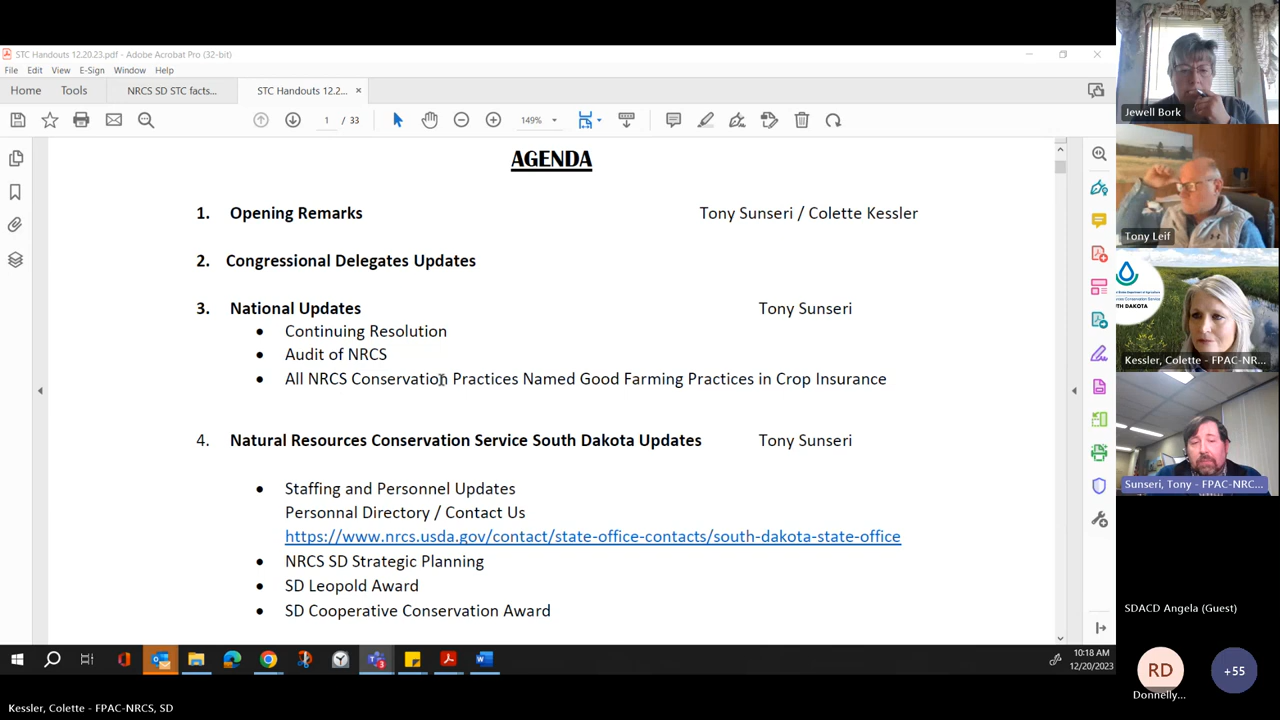 STC Handouts 12.20.23.pdf - Adobe Acrobat Pro (32-bit)
File Edit View E-Sign Window Help
Home Tools NRCS SD STC facts... STC Handouts 12.2... ×
1 / 33 149%
AGENDA
1. Opening Remarks Tony Sunseri / Colette Kessler
2. Congressional Delegates Updates
3. National Updates Tony Sunseri
• Continuing Resolution
• Audit of NRCS
• All NRCS Conservation Practices Named Good Farming Practices in Crop Insurance
4. Natural Resources Conservation Service South Dakota Updates Tony Sunseri
• Staffing and Personnel Updates
Personnal Directory / Contact Us
https://www.nrcs.usda.gov/contact/state-office-contacts/south-dakota-state-office
• NRCS SD Strategic Planning
• SD Leopold Award
• SD Cooperative Conservation Award
10:18 AM
12/20/2023
Kessler, Colette - FPAC-NRCS, SD
Jewell Bork
Tony Leif
TH DAKOTA
Kessler, Colette - FPAC-NR...
Sunseri, Tony - FPAC-NRC...
SDACD Angela (Guest)
RD
Donnelly...
+55